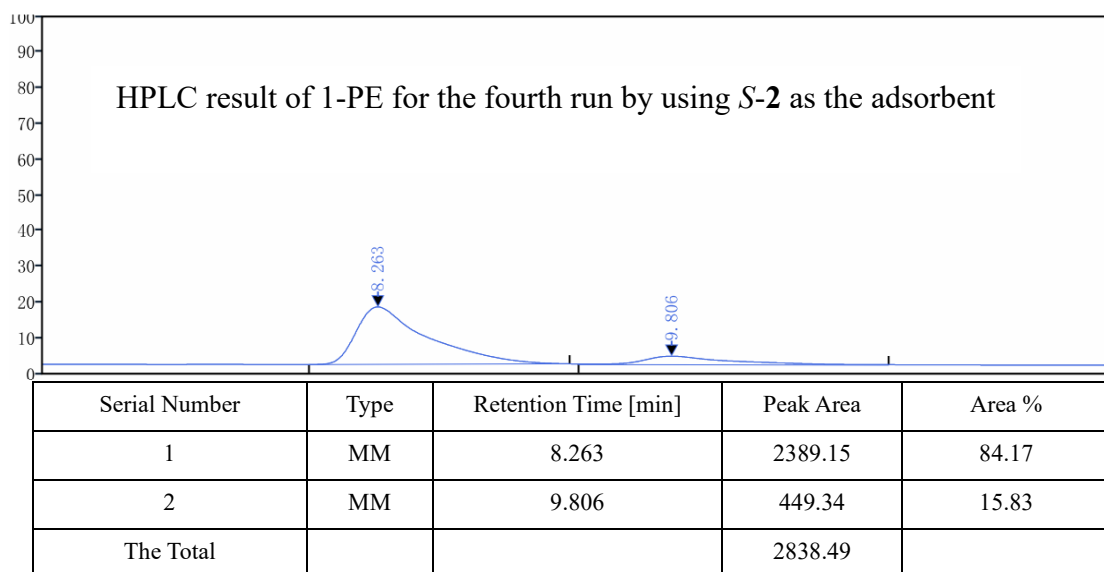 100
90
80
70
60
50
40
30
20
10
0
HPLC result of 1-PE for the fourth run by using S-2 as the adsorbent
8.263
9.806
Serial Number Type Retention Time [min] Peak Area Area %
1 MM 8.263 2389.15 84.17
2 MM 9.806 449.34 15.83
The Total 2838.49